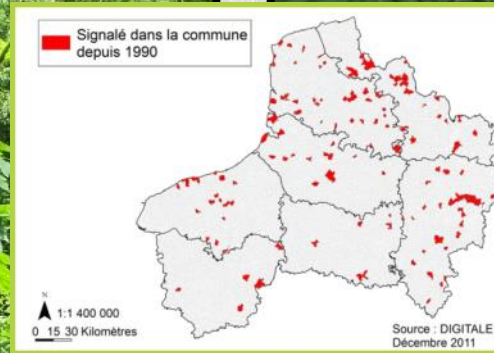 Signalé dans la commune
depuis 1990
N
1:1 400 000
0 15 30 Kilomètres
Source : DIGITALE
Décembre 2011